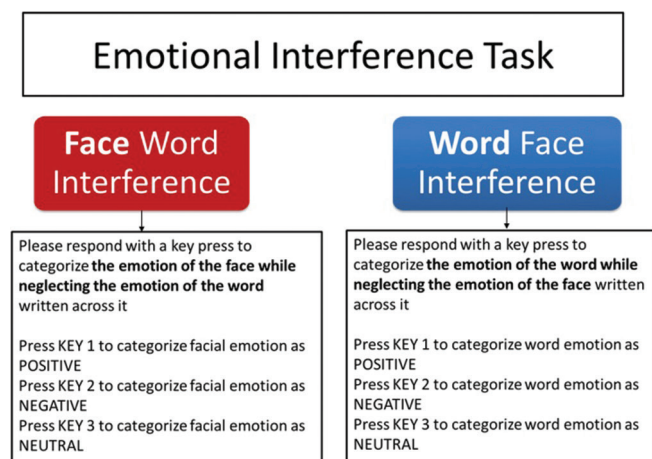 Emotional Interference Task
Face Word
Interference
Please respond with a key press to
categorize the emotion of the face while
neglecting the emotion of the word
written across it
Press KEY 1 to categorize facial emotion as
POSITIVE
Press KEY 2 to categorize facial emotion as
NEGATIVE
Press KEY 3 to categorize facial emotion as
NEUTRAL
Word Face
Interference
Please respond with a key press to
categorize the emotion of the word while
neglecting the emotion of the face written
across it
Press KEY 1 to categorize word emotion as
POSITIVE
Press KEY 2 to categorize word emotion as
NEGATIVE
Press KEY 3 to categorize word emotion as
NEUTRAL